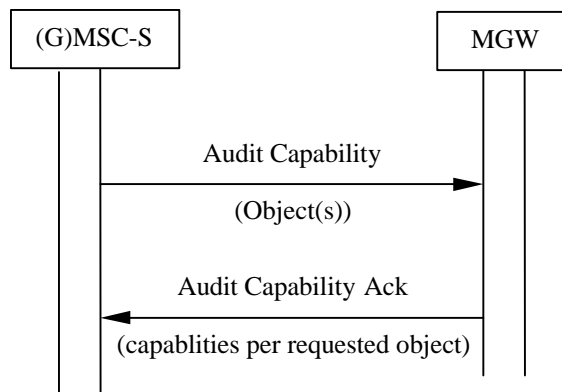 (G)MSC-S
MGW
Audit Capability
(Object(s))
Audit Capability Ack
(capablities per requested object)